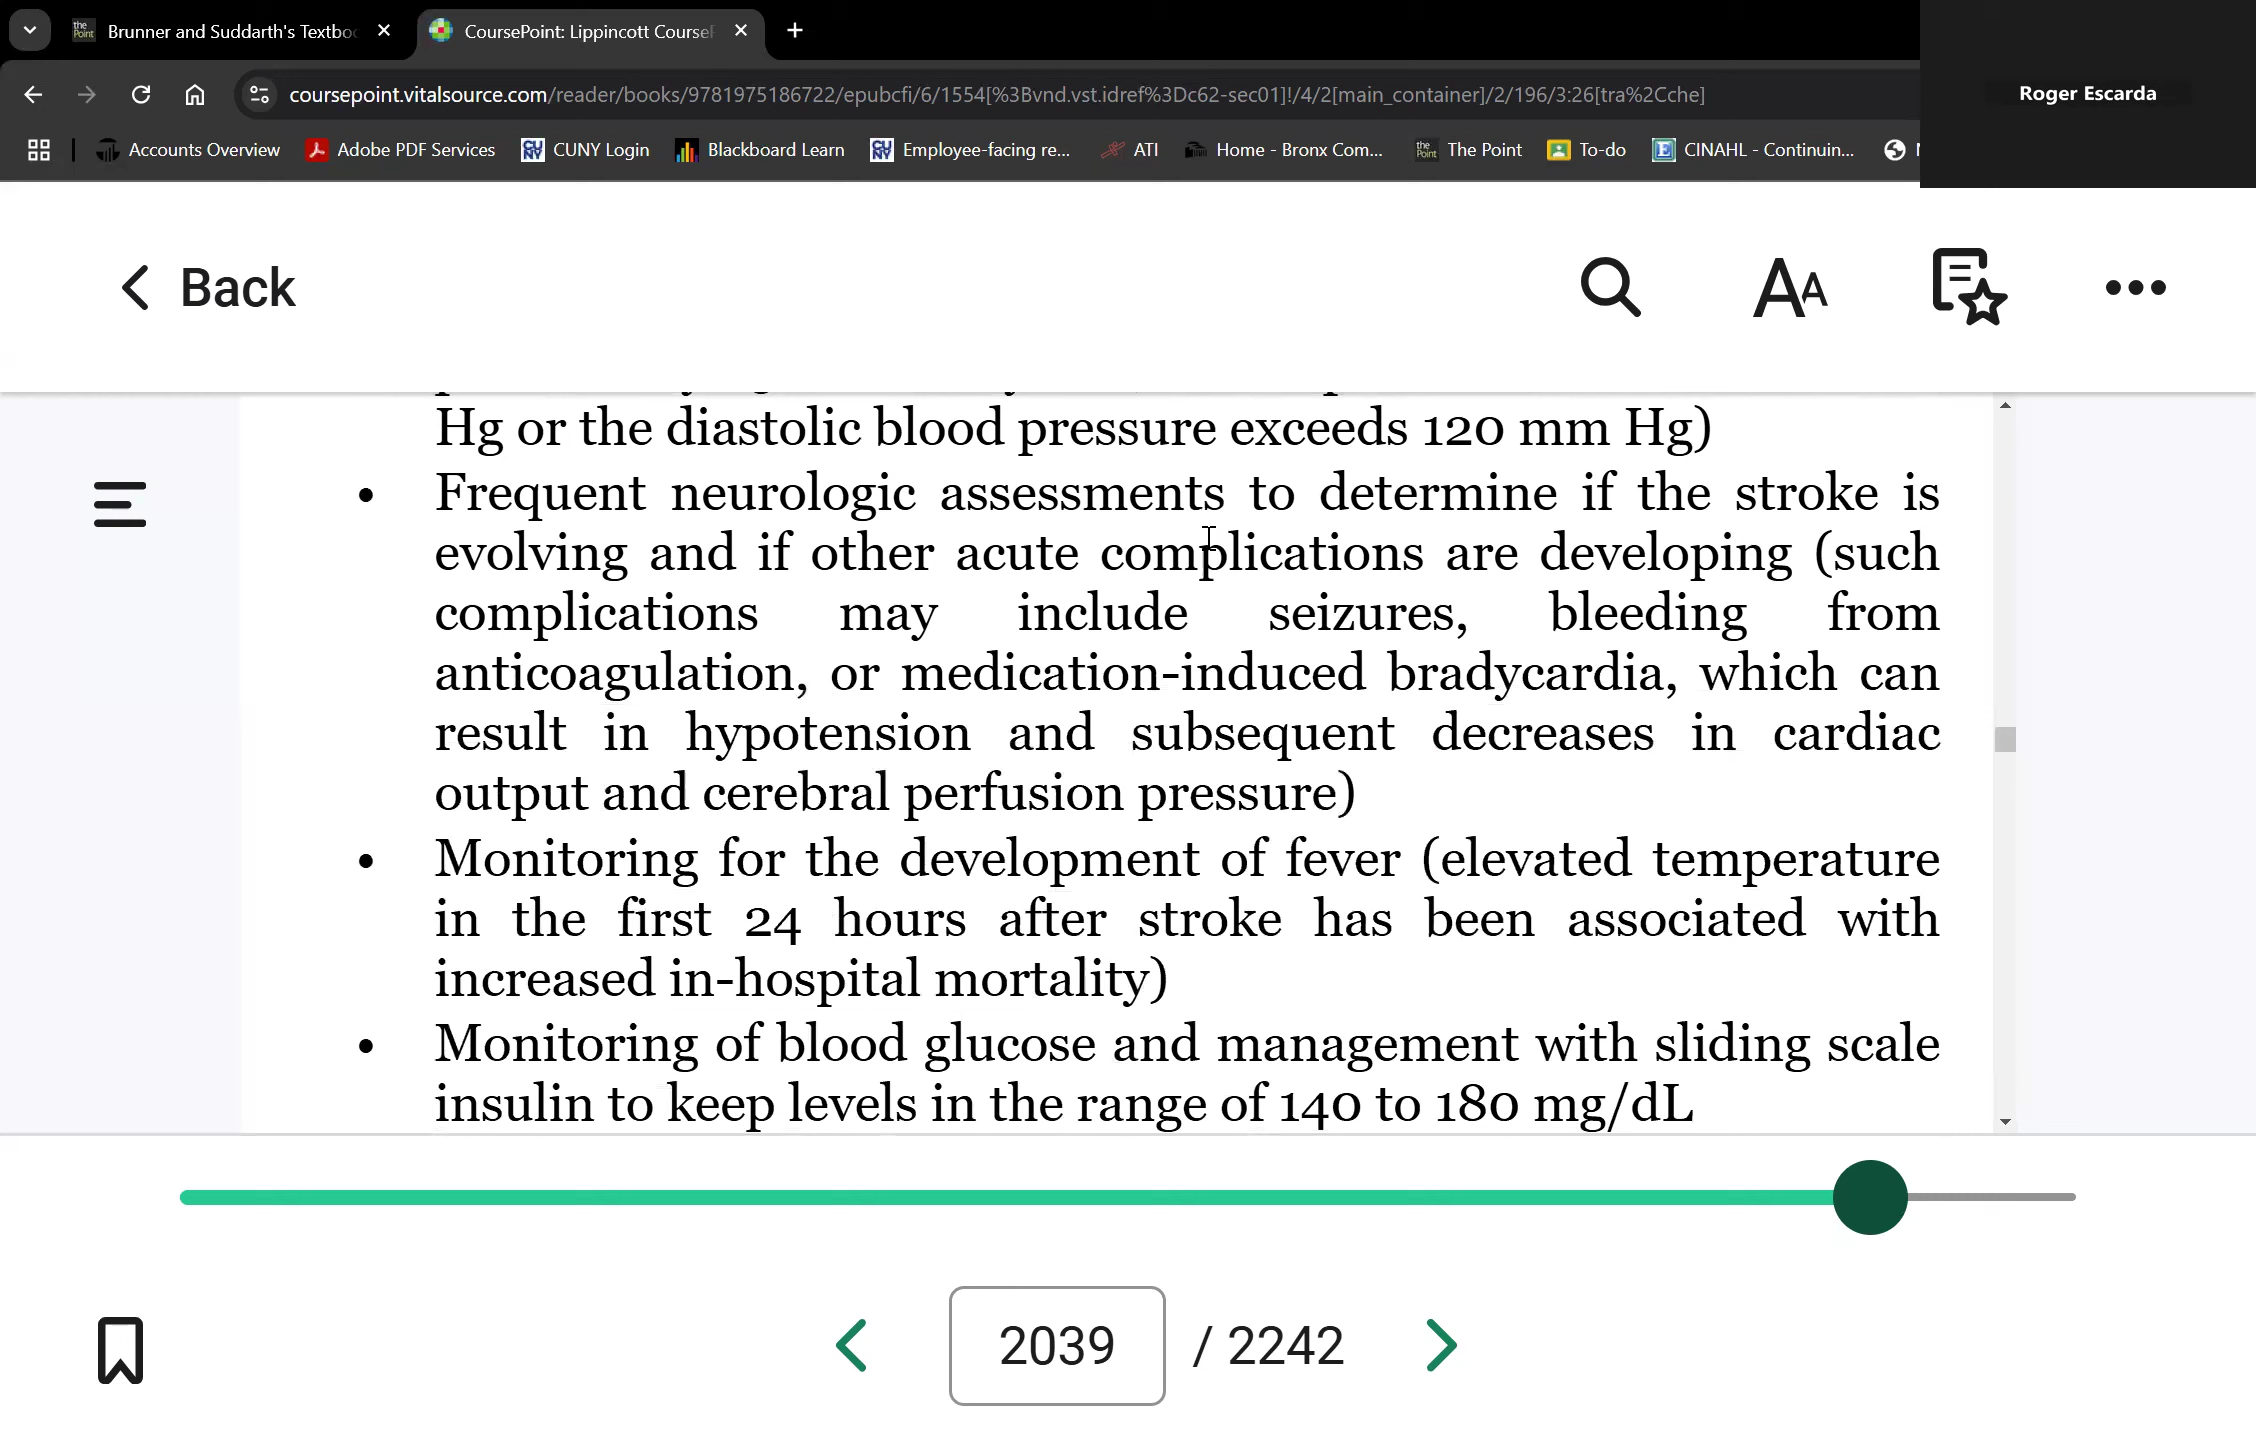 Brunner and Suddarth's Textbo
CoursePoint: Lippincott CourseP
coursepoint.vitalsource.com/reader/books/9781975186722/epubcfi/6/1554[%3Bvnd.vst.idref%3Dc62-sec01]!/4/2[main_container]/2/196/3:26[tra%2Cche]
Roger Escarda
Accounts Overview
Adobe PDF Services
CUNY Login
Blackboard Learn
Employee-facing re...
ATI
Home - Bronx Com...
the Point
The Point
To-do
CINAHL - Continuin...
Back
Hg or the diastolic blood pressure exceeds 120 mm Hg)
• Frequent neurologic assessments to determine if the stroke is
evolving and if other acute complications are developing (such
complications may include seizures, bleeding from
anticoagulation, or medication-induced bradycardia, which can
result in hypotension and subsequent decreases in cardiac
output and cerebral perfusion pressure)
• Monitoring for the development of fever (elevated temperature
in the first 24 hours after stroke has been associated with
increased in-hospital mortality)
• Monitoring of blood glucose and management with sliding scale
insulin to keep levels in the range of 140 to 180 mg/dL
2039 / 2242